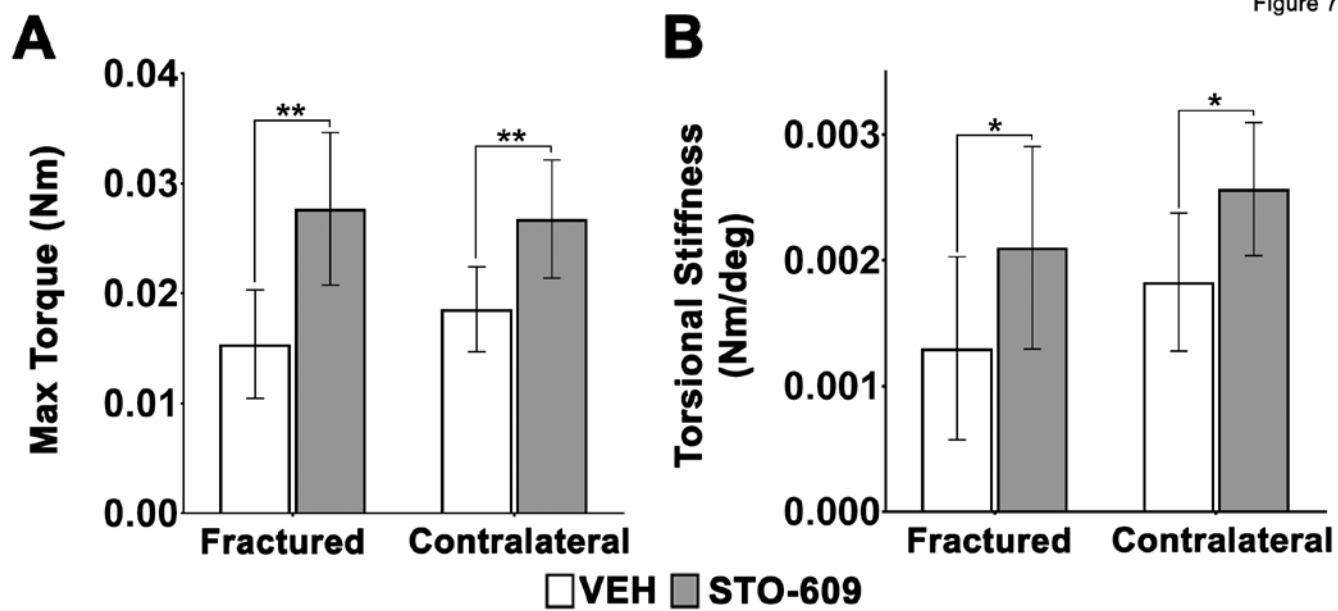 Figure 7
A
Max Torque (Nm)
0.04
0.03
0.02
0.01
0.00
**
**
Fractured
Contralateral
B
Torsional Stiffness
(Nm/deg)
0.003
0.002
0.001
0.000
*
*
Fractured
Contralateral
VEH
STO-609